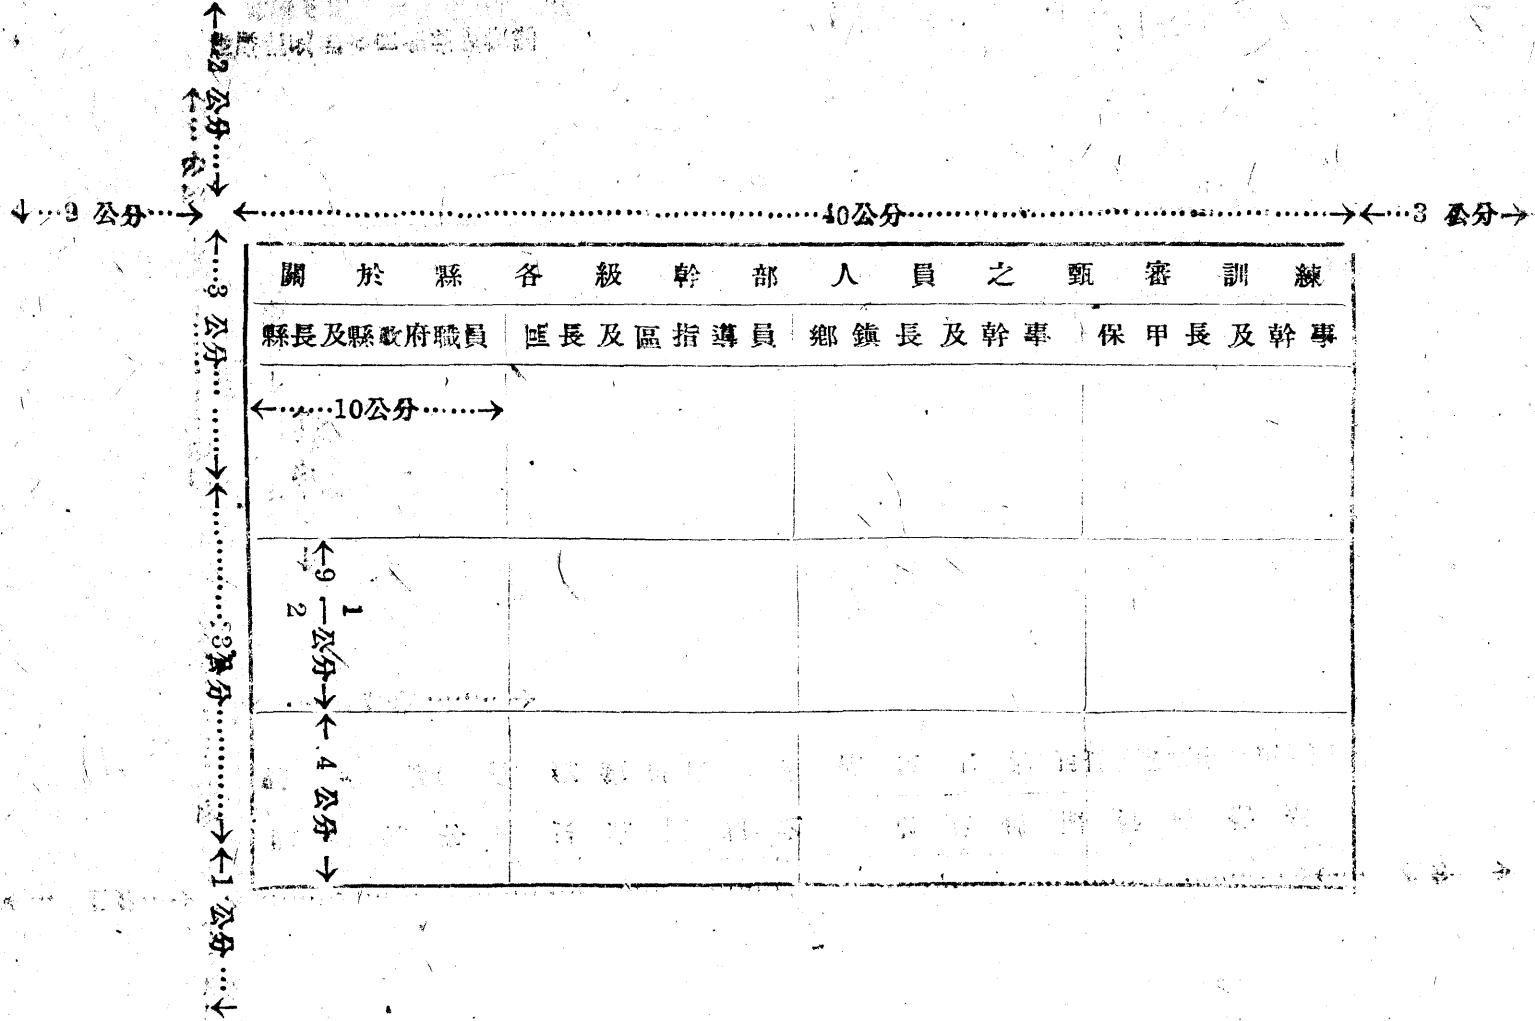 2 公分
9 公分
40公分
3 公分
關於縣各級幹部人員之甄審訓練
縣長及縣政府職員 區長及區指導員 鄉鎮長及幹事 保甲長及幹事
3 公分
10公分
3公分
9 1/2 公分
4 公分
1 公分